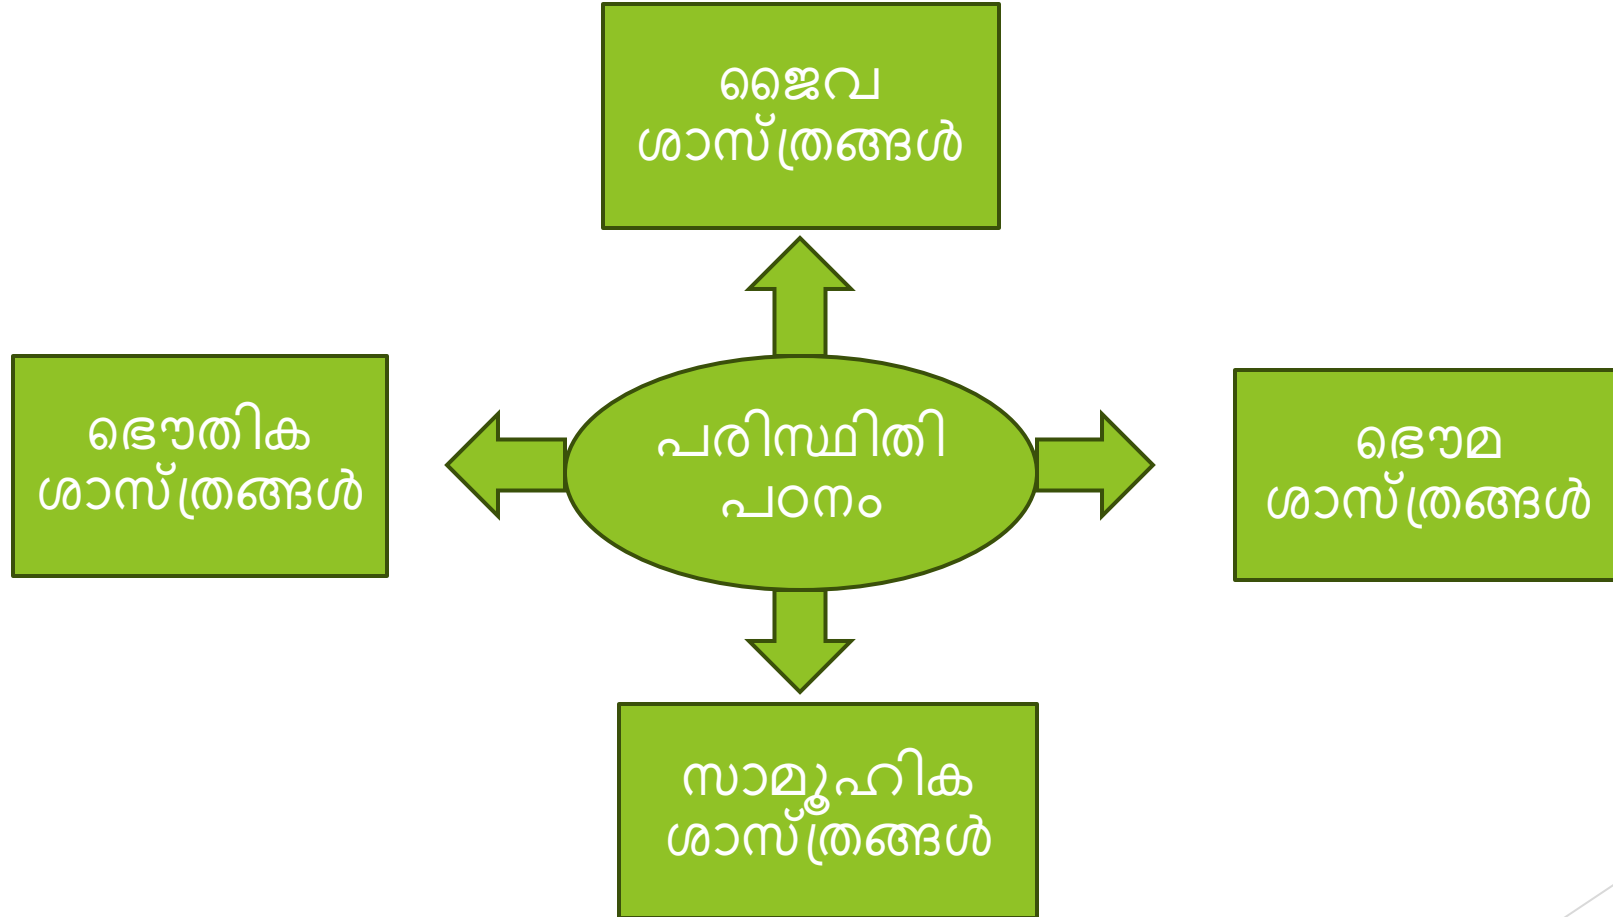 ജൈവ
ശാസ്ത്രങ്ങൾ
ഭൌതിക
ശാസ്ത്രങ്ങൾ
പരിസ്ഥിതി
പഠനം
ഭൌമ
ശാസ്ത്രങ്ങൾ
സാമൂഹിക
ശാസ്ത്രങ്ങൾ